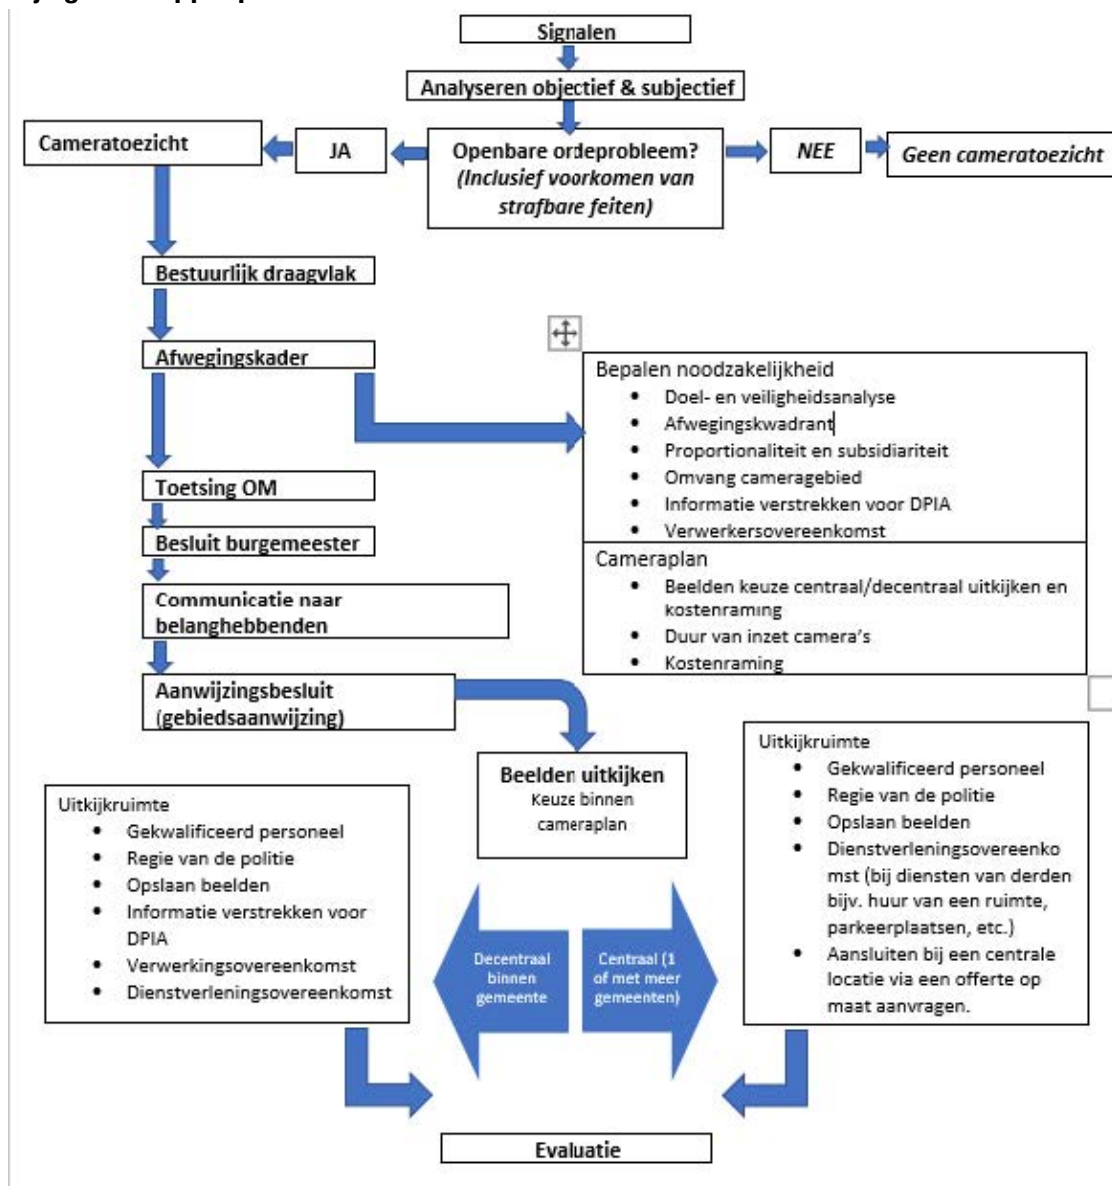 Signalen
Analyseren objectief & subjectief
Cameratoezicht
JA
Openbare ordeprobleem?
(Inclusief voorkomen van
strafbare feiten)
NEE
Geen cameratoezicht
Bestuurlijk draagvlak
Afwegingskader
Bepalen noodzakelijkheid
• Doel- en veiligheidsanalyse
• Afwegingskwadrant
• Proportionaliteit en subsidiariteit
• Omvang cameragebied
• Informatie verstrekken voor DPIA
• Verwerkersovereenkomst
Cameraplan
• Beelden keuze centraal/decentraal uitkijken en
kostenraming
• Duur van inzet camera's
• Kostenraming
Toetsing OM
Besluit burgemeester
Communicatie naar
belanghebbenden
Aanwijzingsbesluit
(gebiedsaanwijzing)
Beelden uitkijken
Keuze binnen
cameraplan
Uitkijkruimte
• Gekwalificeerd personeel
• Regie van de politie
• Opslaan beelden
• Informatie verstrekken voor
DPIA
• Verwerkingsovereenkomst
• Dienstverleningsovereenkomst
Decentraal
binnen
gemeente
Centraal (1
of met meer
gemeenten)
Uitkijkruimte
• Gekwalificeerd personeel
• Regie van de politie
• Opslaan beelden
• Dienstverleningsovereenko
mst (bij diensten van derden
bijv. huur van een ruimte,
parkeerplaatsen, etc.)
• Aansluiten bij een centrale
locatie via een offerte op
maat aanvragen.
Evaluatie